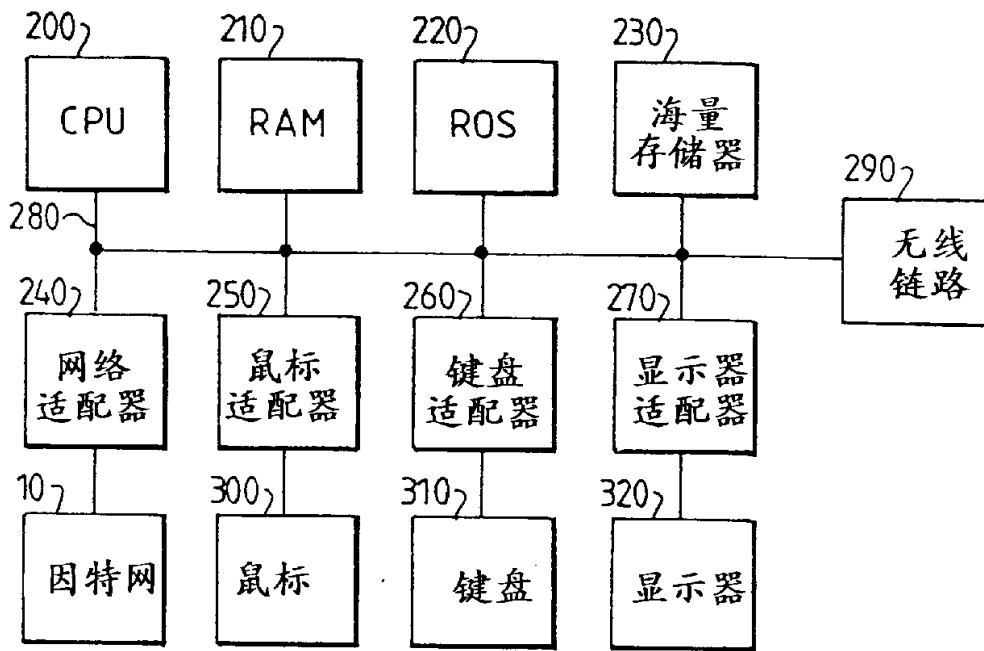 200
210
220
230
CPU
RAM
ROS
海量
存储器
280
290
无线
链路
240
250
260
270
网络
适配器
鼠标
适配器
键盘
适配器
显示器
适配器
10
300
310
320
因特网
鼠标
键盘
显示器